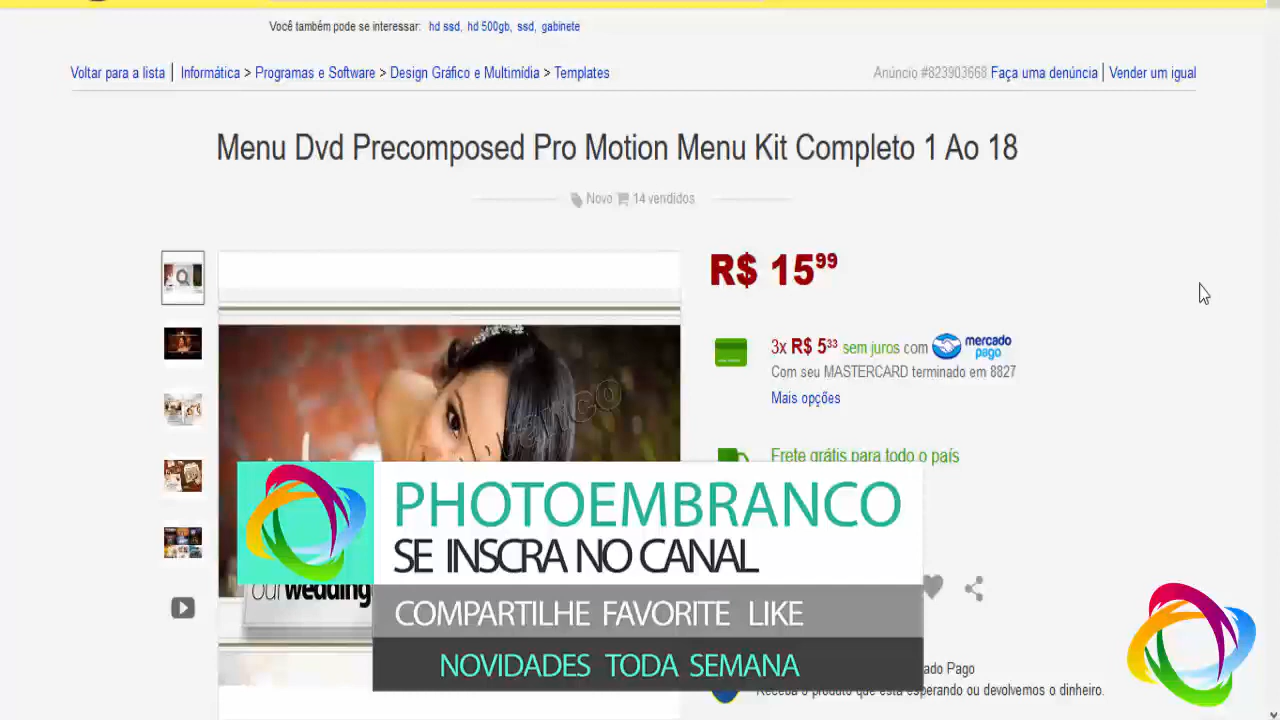 Você também pode se interessar: hd ssd, hd 500gb, ssd, gabinete
Voltar para a lista | Informática > Programas e Software > Design Gráfico e Multimídia > Templates
Anúncio #823903668 Faça uma denúncia | Vender um igual
Menu Dvd Precomposed Pro Motion Menu Kit Completo 1 Ao 18
Novo 14 vendidos
R$ 15⁹⁹
3x R$ 5³³ sem juros com mercado pago
Com seu MASTERCARD terminado em 8827
Mais opções
Frete grátis para todo o país
PHOTOEMBRANCO
SE INSCRA NO CANAL
our wedding
COMPARTILHE FAVORITE LIKE
NOVIDADES TODA SEMANA
ado Pago
Receba o produto que está esperando ou devolvemos o dinheiro.